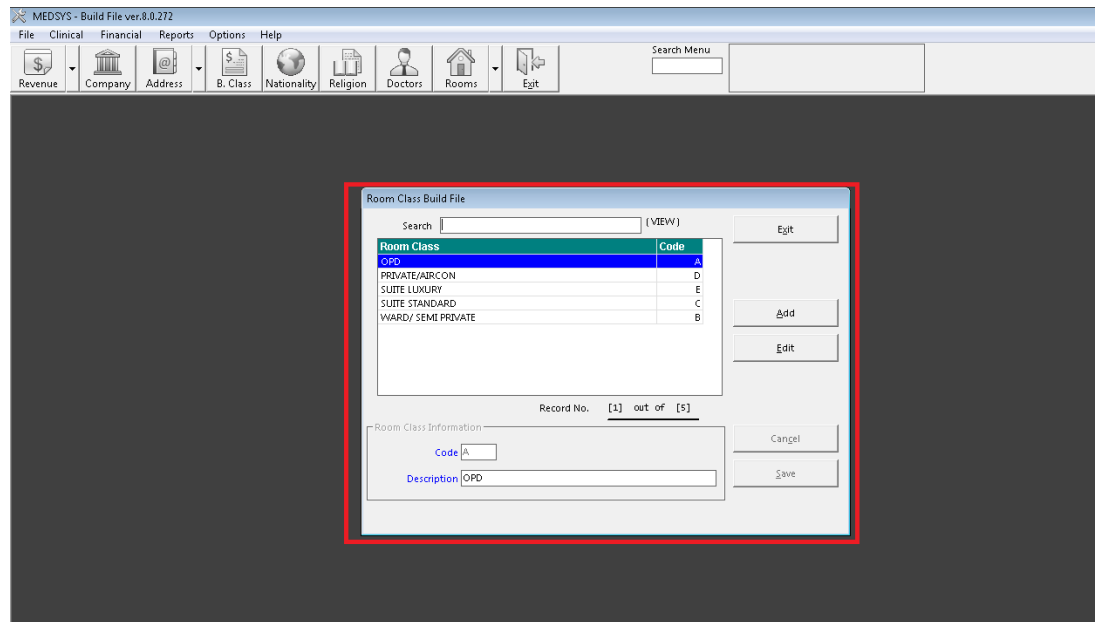 MEDSYS - Build File ver.8.0.272
File Clinical Financial Reports Options Help
Search Menu
Revenue Company Address B. Class Nationality Religion Doctors Rooms Exit
Room Class Build File
Search [VIEW]
Exit
Room Class Code
OPD A
PRIVATE/AIRCON D
SUITE LUXURY E
SUITE STANDARD C
WARD/ SEMI PRIVATE B
Add
Edit
Record No. [1] out of [5]
Room Class Information
Code A
Description OPD
Cancel
Save